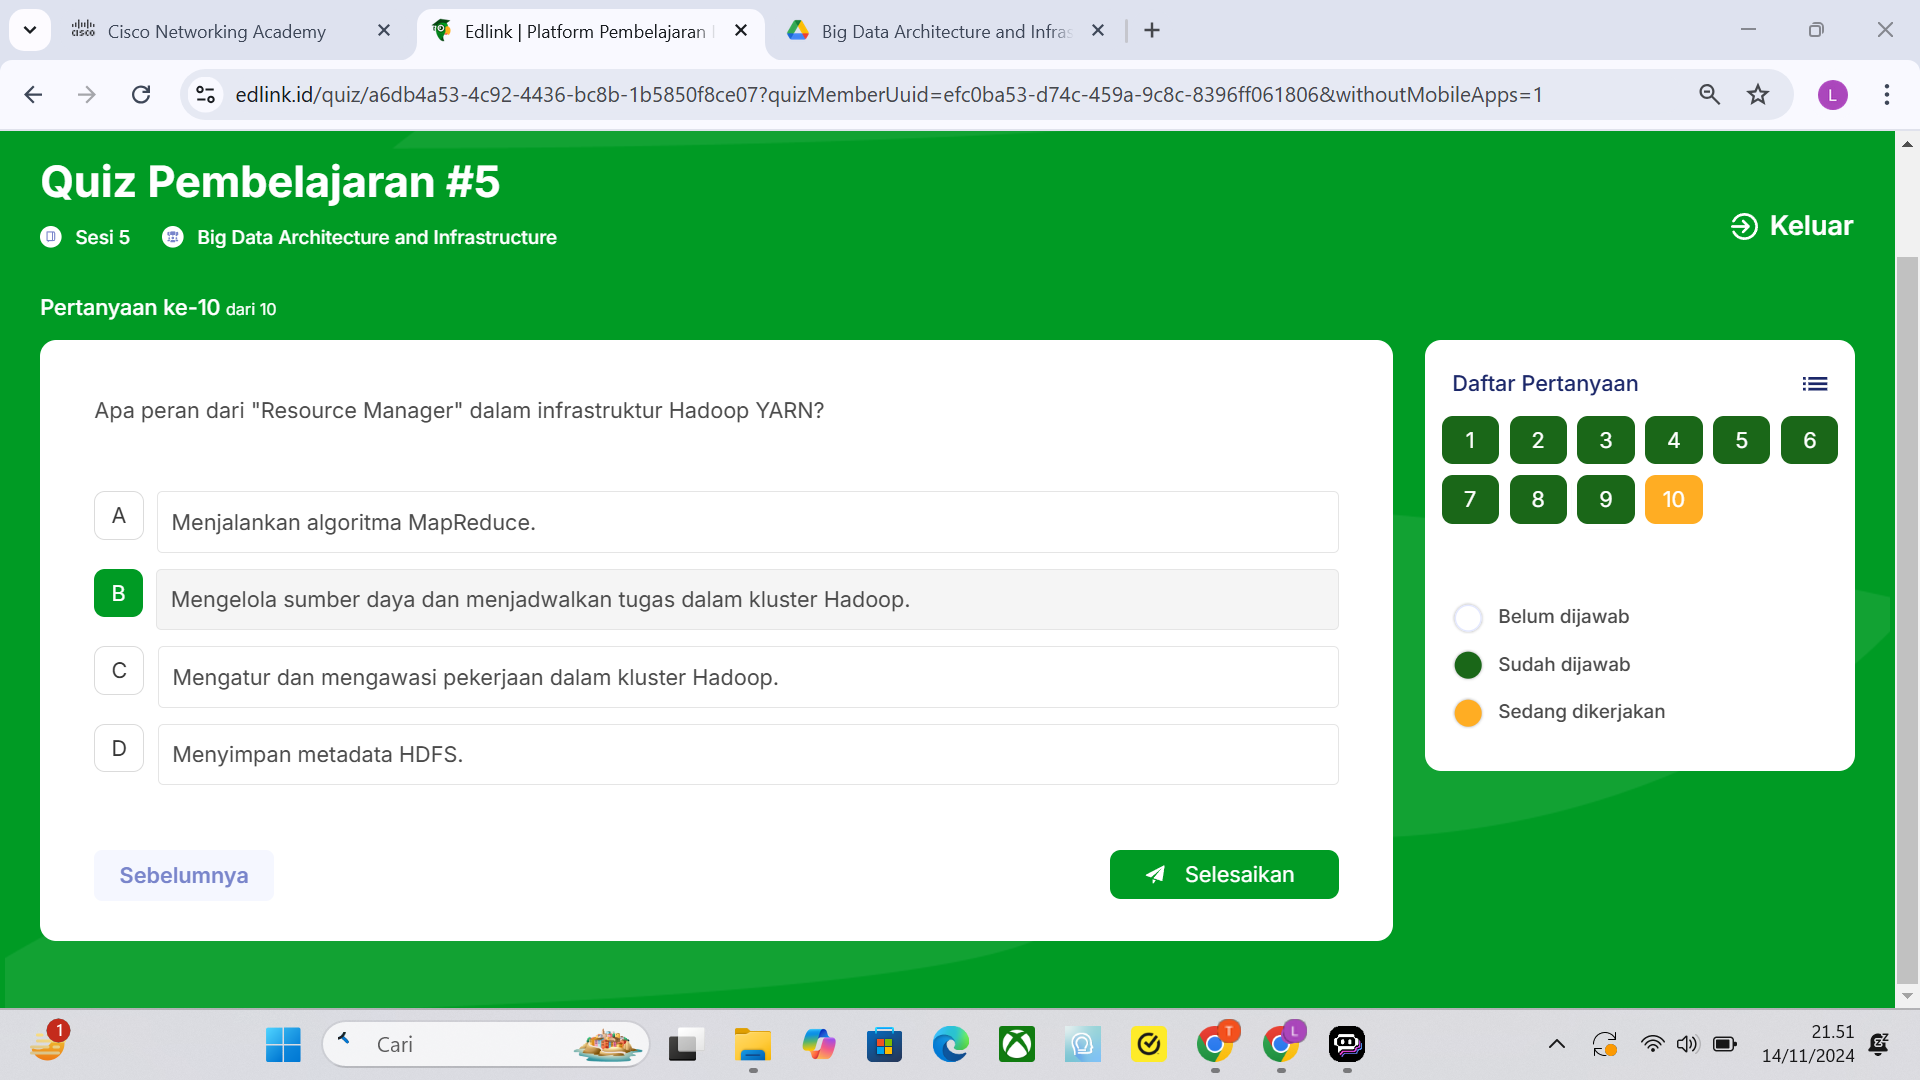 Cisco Networking Academy
Edlink | Platform Pembelajaran
Big Data Architecture and Infras
edlink.id/quiz/a6db4a53-4c92-4436-bc8b-1b5850f8ce07?quizMemberUuid=efc0ba53-d74c-459a-9c8c-8396ff061806&withoutMobileApps=1
L
Quiz Pembelajaran #5
Sesi 5
Big Data Architecture and Infrastructure
Keluar
Pertanyaan ke-10 dari 10
Apa peran dari "Resource Manager" dalam infrastruktur Hadoop YARN?
A
Menjalankan algoritma MapReduce.
B
Mengelola sumber daya dan menjadwalkan tugas dalam kluster Hadoop.
C
Mengatur dan mengawasi pekerjaan dalam kluster Hadoop.
D
Menyimpan metadata HDFS.
Sebelumnya
Selesaikan
Daftar Pertanyaan
1 2 3 4 5 6
7 8 9 10
Belum dijawab
Sudah dijawab
Sedang dikerjakan
1
Cari
T
L
21.51
14/11/2024